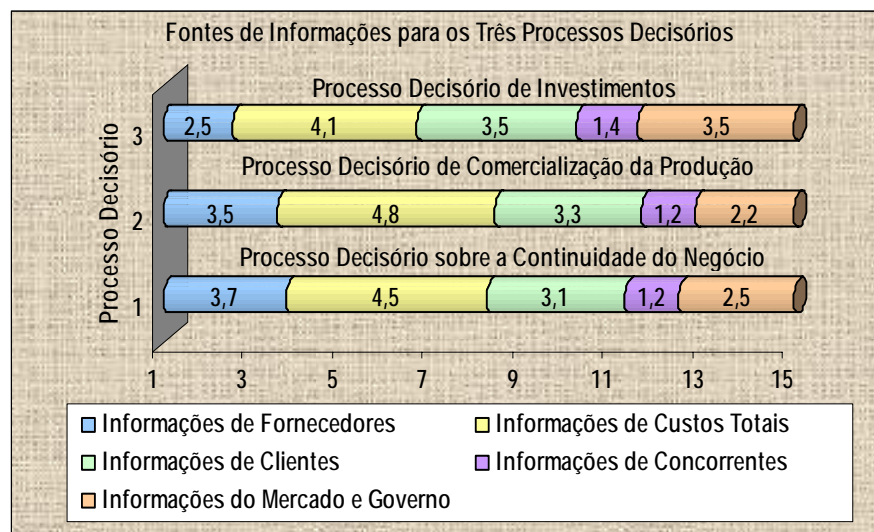 Fontes de Informações para os Três Processos Decisórios
Processo Decisório de Investimentos
3 2,5 4,1 3,5 1,4 3,5
Processo Decisório de Comercialização da Produção
2 3,5 4,8 3,3 1,2 2,2
Processo Decisório sobre a Continuidade do Negócio
1 3,7 4,5 3,1 1,2 2,5
Processo Decisório
1 3 5 7 9 11 13 15
Informações de Fornecedores Informações de Custos Totais
Informações de Clientes Informações de Concorrentes
Informações do Mercado e Governo